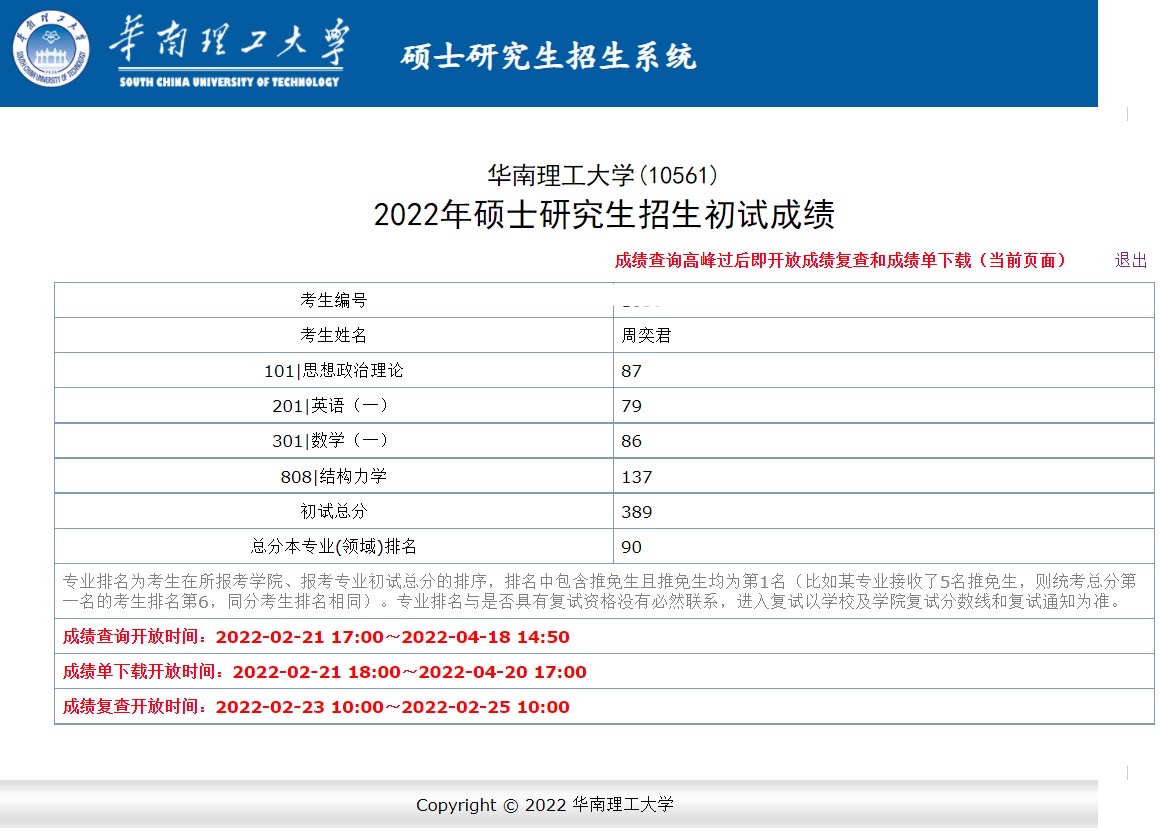 华南理工大学
SOUTH CHINA UNIVERSITY OF TECHNOLOGY
硕士研究生招生系统
华南理工大学(10561)
2022年硕士研究生招生初试成绩
成绩查询高峰过后即开放成绩复查和成绩单下载（当前页面） 退出
考生编号
考生姓名 周奕君
101|思想政治理论 87
201|英语（一） 79
301|数学（一） 86
808|结构力学 137
初试总分 389
总分本专业(领域)排名 90
专业排名为考生在所报考学院、报考专业初试总分的排序，排名中包含推免生且推免生均为第1名（比如某专业接收了5名推免生，则统考总分第
一名的考生排名第6，同分考生排名相同）。专业排名与是否具有复试资格没有必然联系，进入复试以学校及学院复试分数线和复试通知为准。
成绩查询开放时间：2022-02-21 17:00～2022-04-18 14:50
成绩单下载开放时间：2022-02-21 18:00～2022-04-20 17:00
成绩复查开放时间：2022-02-23 10:00～2022-02-25 10:00
Copyright © 2022 华南理工大学